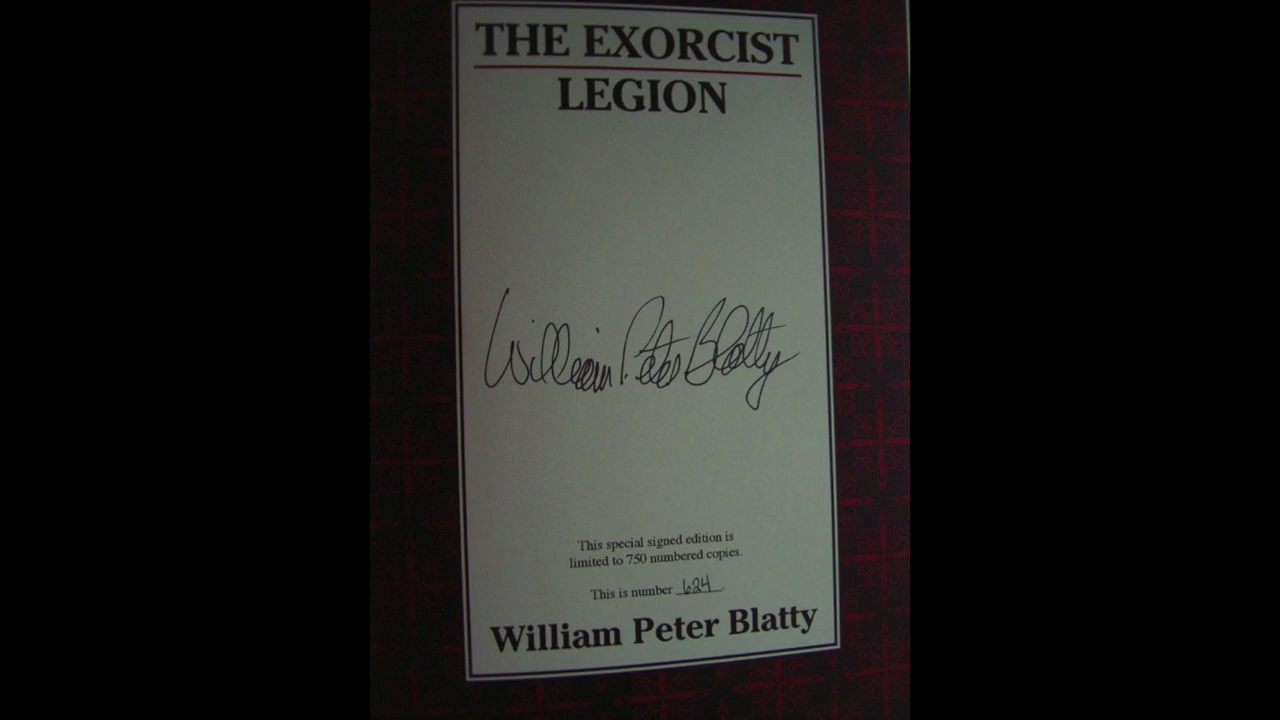 THE EXORCIST
LEGION
William Peter Blatty
This special signed edition is
limited to 750 numbered copies.
This is number 624.
William Peter Blatty